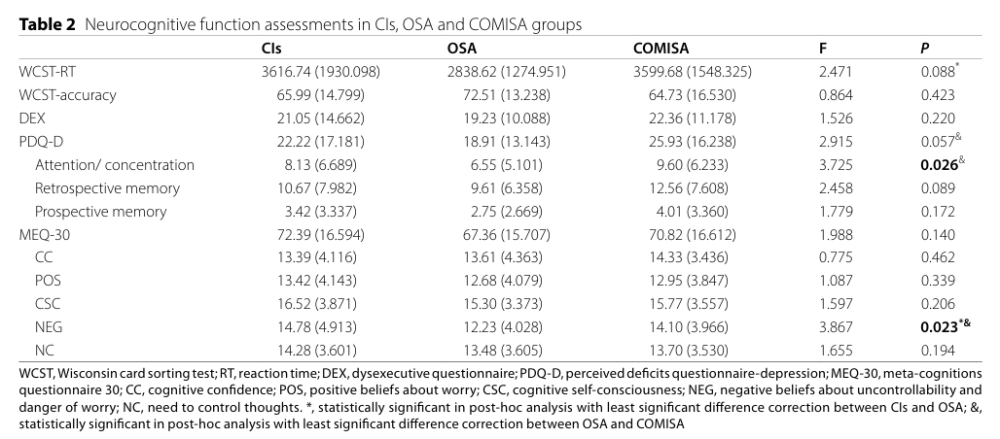 Table 2 Neurocognitive function assessments in CIs, OSA and COMISA groups
CIs OSA COMISA F P
WCST-RT 3616.74 (1930.098) 2838.62 (1274.951) 3599.68 (1548.325) 2.471 0.088*
WCST-accuracy 65.99 (14.799) 72.51 (13.238) 64.73 (16.530) 0.864 0.423
DEX 21.05 (14.662) 19.23 (10.088) 22.36 (11.178) 1.526 0.220
PDQ-D 22.22 (17.181) 18.91 (13.143) 25.93 (16.238) 2.915 0.057&
Attention/ concentration 8.13 (6.689) 6.55 (5.101) 9.60 (6.233) 3.725 0.026&
Retrospective memory 10.67 (7.982) 9.61 (6.358) 12.56 (7.608) 2.458 0.089
Prospective memory 3.42 (3.337) 2.75 (2.669) 4.01 (3.360) 1.779 0.172
MEQ-30 72.39 (16.594) 67.36 (15.707) 70.82 (16.612) 1.988 0.140
CC 13.39 (4.116) 13.61 (4.363) 14.33 (3.436) 0.775 0.462
POS 13.42 (4.143) 12.68 (4.079) 12.95 (3.847) 1.087 0.339
CSC 16.52 (3.871) 15.30 (3.373) 15.77 (3.557) 1.597 0.206
NEG 14.78 (4.913) 12.23 (4.028) 14.10 (3.966) 3.867 0.023*&
NC 14.28 (3.601) 13.48 (3.605) 13.70 (3.530) 1.655 0.194
WCST, Wisconsin card sorting test; RT, reaction time; DEX, dysexecutive questionnaire; PDQ-D, perceived deficits questionnaire-depression; MEQ-30, meta-cognitions
questionnaire 30; CC, cognitive confidence; POS, positive beliefs about worry; CSC, cognitive self-consciousness; NEG, negative beliefs about uncontrollability and
danger of worry; NC, need to control thoughts. *, statistically significant in post-hoc analysis with least significant difference correction between CIs and OSA; &,
statistically significant in post-hoc analysis with least significant difference correction between OSA and COMISA